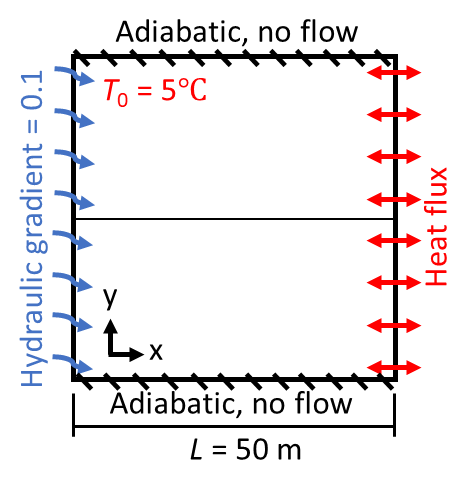 Adiabatic, no flow
T₀ = 5℃
Hydraulic gradient = 0.1
Heat flux
y
x
Adiabatic, no flow
L = 50 m